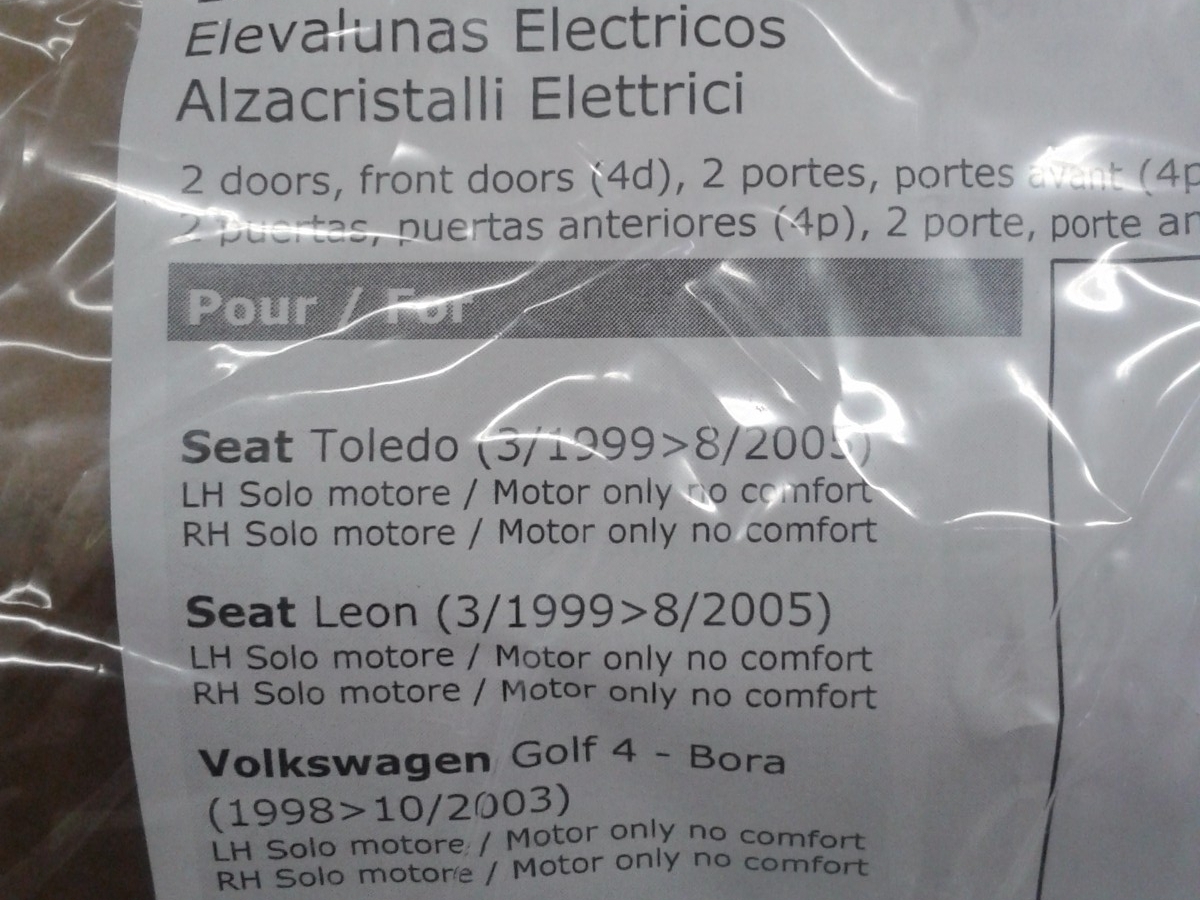 Elevalunas Electricos
Alzacristalli Elettrici
2 doors, front doors (4d), 2 portes, portes avant (4p
2 puertas, puertas anteriores (4p), 2 porte, porte an
Pour / For
Seat Toledo (3/1999>8/2005)
LH Solo motore / Motor only no comfort
RH Solo motore / Motor only no comfort
Seat Leon (3/1999>8/2005)
LH Solo motore / Motor only no comfort
RH Solo motore / Motor only no comfort
Volkswagen Golf 4 - Bora
(1998>10/2003)
LH Solo motore / Motor only no comfort
RH Solo motore / Motor only no comfort